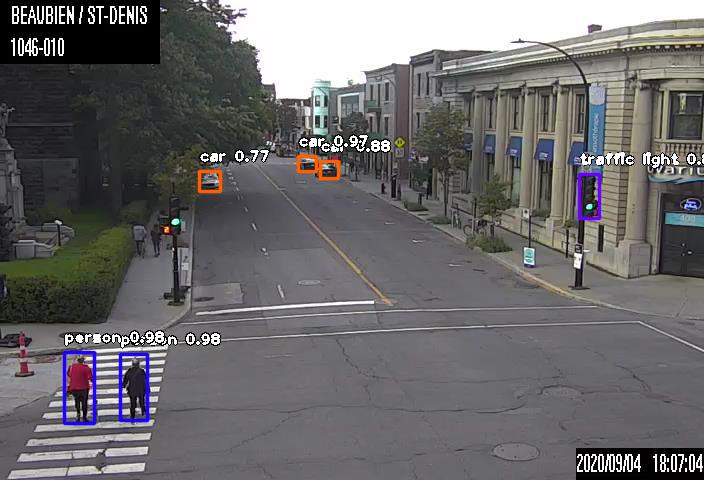 BEAUBIEN / ST-DENIS
1046-010
car 0.97
car 0.88
car 0.77
traffic light 0.8
person 0.98
person 0.98
2020/09/04 18:07:04